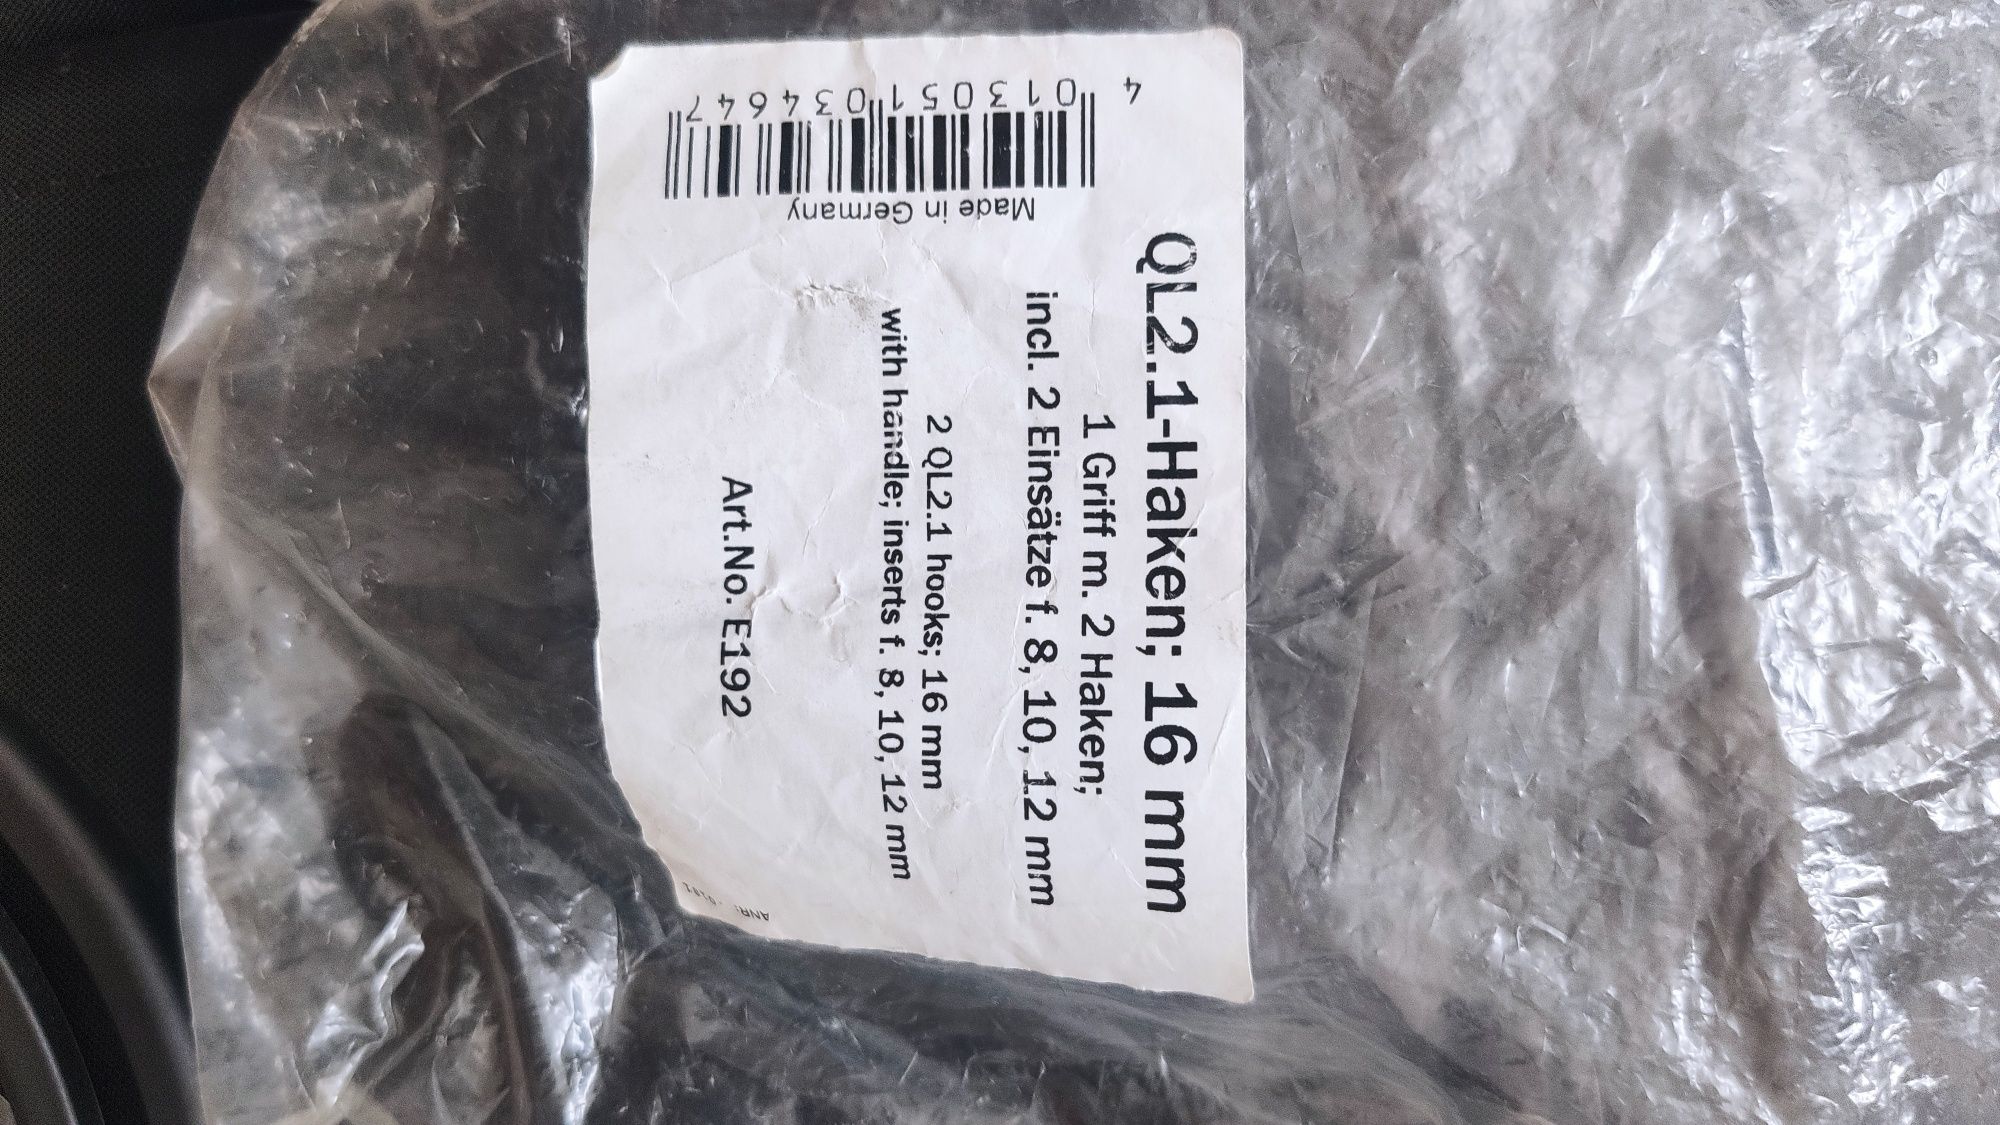 QL2.1-Haken; 16 mm
1 Griff m. 2 Haken;
incl. 2 Einsätze f. 8, 10, 12 mm
2 QL2.1 hooks; 16 mm
with handle; inserts f. 8, 10, 12 mm
Art.No. E192
Made in Germany
4 013051 034647
ANR: